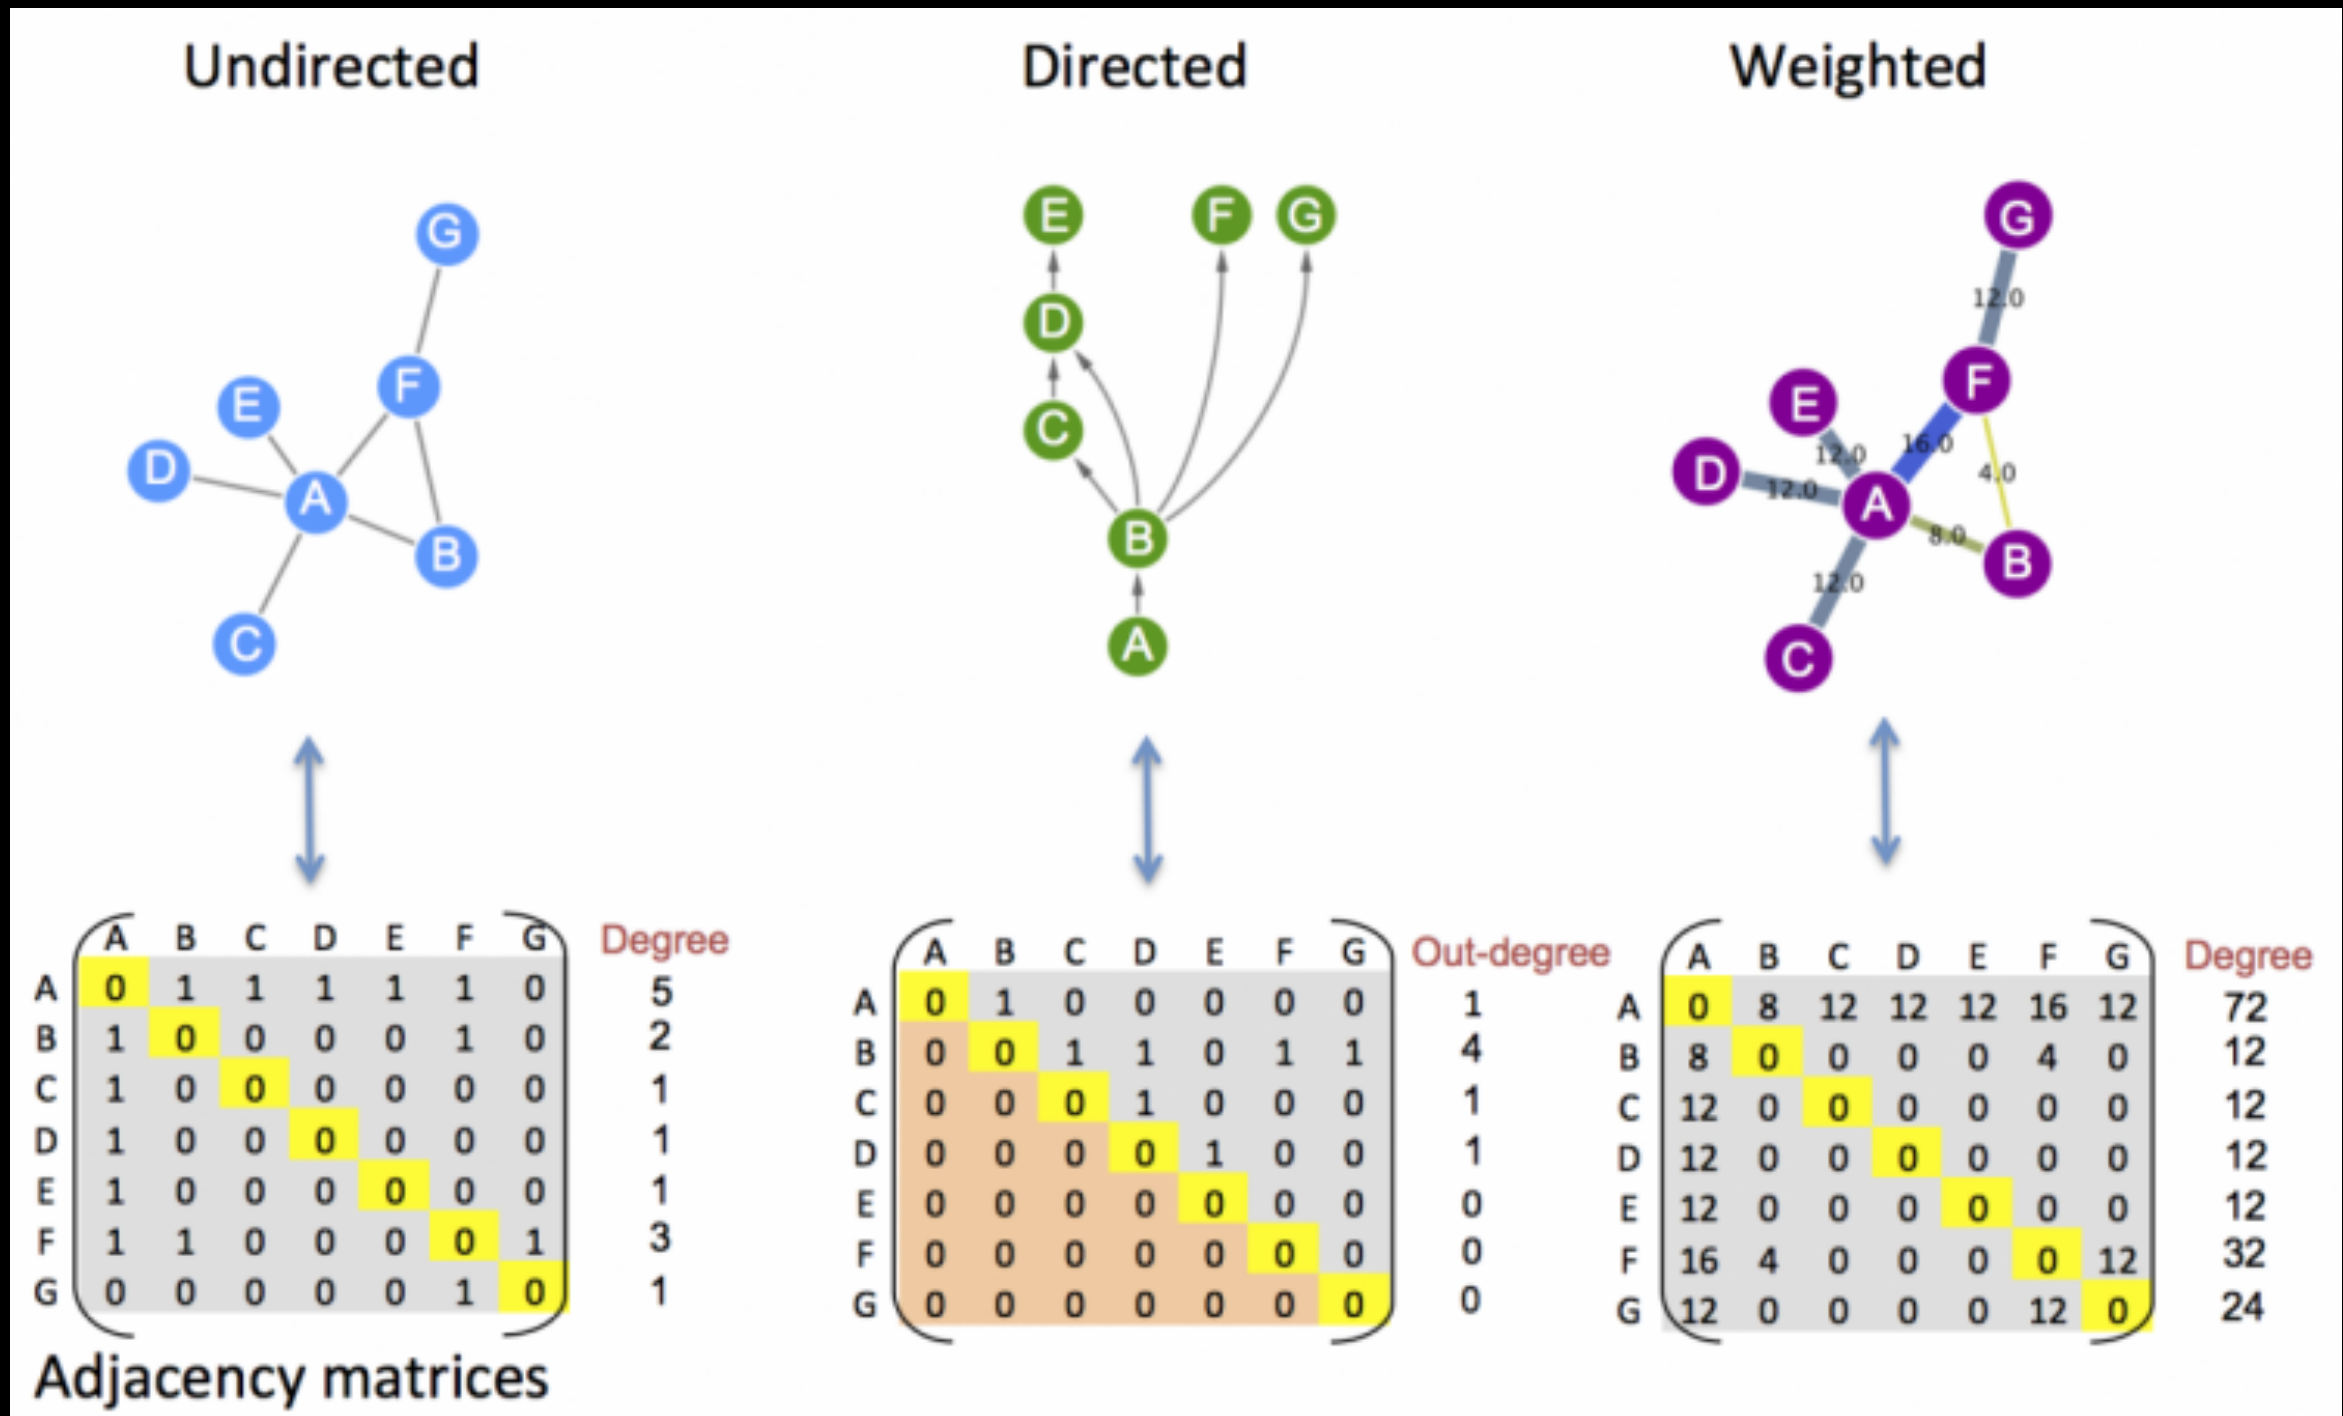 Undirected
Directed
Weighted
G
F
E
D
A
B
C
E
F
G
D
C
B
A
G
12.0
F
E
16.0
12.0
4.0
D
12.0
A
8.0
B
12.0
C
A B C D E F G Degree
A 0 1 1 1 1 1 0 5
B 1 0 0 0 0 1 0 2
C 1 0 0 0 0 0 0 1
D 1 0 0 0 0 0 0 1
E 1 0 0 0 0 0 0 1
F 1 1 0 0 0 0 1 3
G 0 0 0 0 0 1 0 1
A B C D E F G Out-degree
A 0 1 0 0 0 0 0 1
B 0 0 1 1 0 1 1 4
C 0 0 0 1 0 0 0 1
D 0 0 0 0 1 0 0 1
E 0 0 0 0 0 0 0 0
F 0 0 0 0 0 0 0 0
G 0 0 0 0 0 0 0 0
A B C D E F G Degree
A 0 8 12 12 12 16 12 72
B 8 0 0 0 0 4 0 12
C 12 0 0 0 0 0 0 12
D 12 0 0 0 0 0 0 12
E 12 0 0 0 0 0 0 12
F 16 4 0 0 0 0 12 32
G 12 0 0 0 0 12 0 24
Adjacency matrices